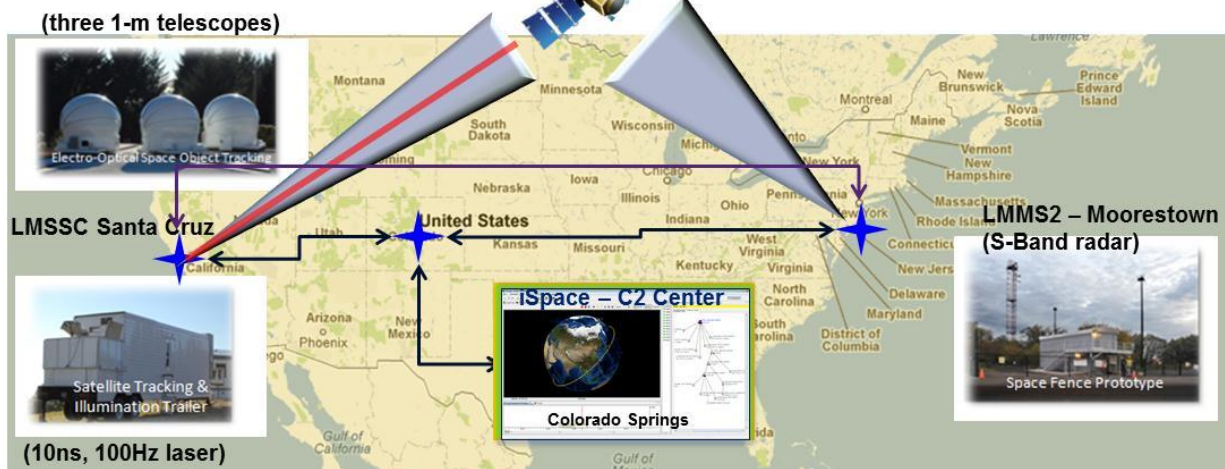 (three 1-m telescopes)
Electro-Optical Space Object Tracking
LMSSC Santa Cruz
Satellite Tracking &
Illumination Trailer
(10ns, 100Hz laser)
Montana
Minnesota
South
Dakota
Wisconsin
Nebraska
Iowa
Chicago
Illinois
Indiana
Ohio
United States
Utah
Kansas
Missouri
West
Virginia
Kentucky
Virginia
California
Arizona
Phoenix
New
Mexico
North
Carolina
Gulf of
California
Gulf of
Montreal
Ontario
New York
New York
Maine
New
Brunswick
Prince
Edward
Island
Nova
Scotia
Vermont
New
Hampshire
Massachusetts
Rhode Island
Connecticut
New Jersey
Delaware
Maryland
District of
Columbia
iSpace – C2 Center
Colorado Springs
LMMS2 – Moorestown
(S-Band radar)
Space Fence Prototype